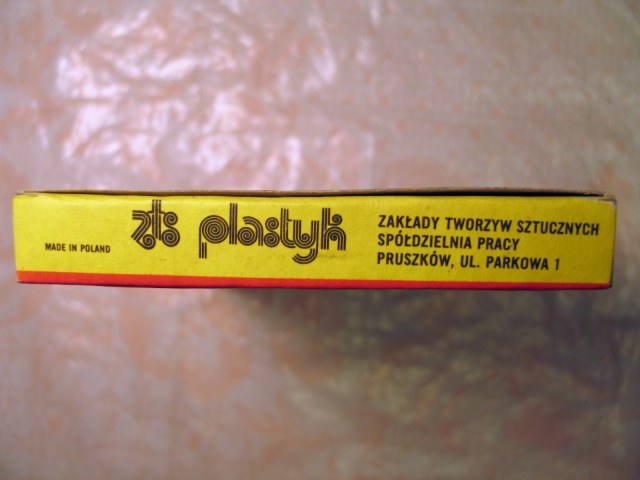 MADE IN POLAND
zts plastyk
ZAKŁADY TWORZYW SZTUCZNYCH
SPÓŁDZIELNIA PRACY
PRUSZKÓW, UL. PARKOWA 1